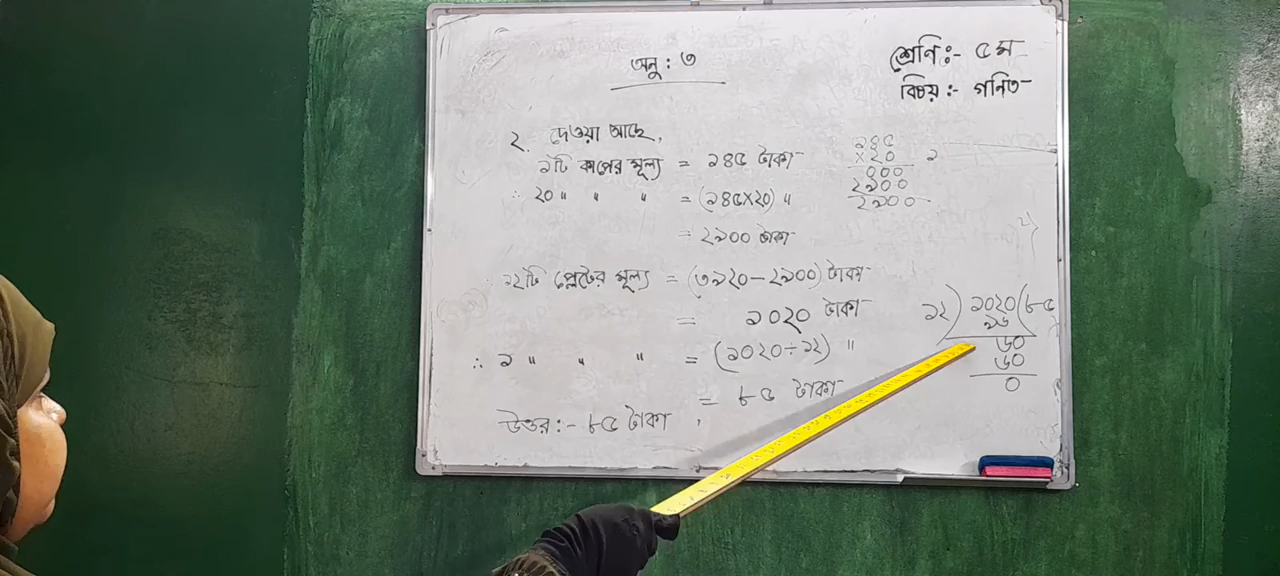 অনু : ৩
শ্রেণি :- ৫ম
বিষয় :- গনিত
২. দেওয়া আছে,
১টি কাপের মূল্য = ১৪৫ টাকা
∴ ২০ " " " = (১৪৫×২০) "
= ২৯০০ টাকা
১৪৫
×২০
০০০
২৯০০
২৯০০
১২টি প্লেটের মূল্য = (৩৯২০-২৯০০) টাকা
= ১০২০ টাকা
∴ ১ " " " = (১০২০÷১২) "
= ৮৫ টাকা
উত্তর :- ৮৫ টাকা
১২) ১০২০(৮৫
৯৬
৬০
৬০
০